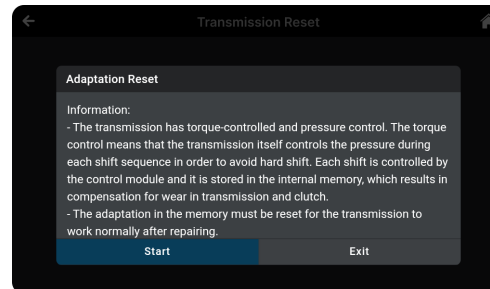 Transmission Reset
Adaptation Reset
Information:
- The transmission has torque-controlled and pressure control. The torque
control means that the transmission itself controls the pressure during
each shift sequence in order to avoid hard shift. Each shift is controlled by
the control module and it is stored in the internal memory, which results in
compensation for wear in transmission and clutch.
- The adaptation in the memory must be reset for the transmission to
work normally after repairing.
Start
Exit